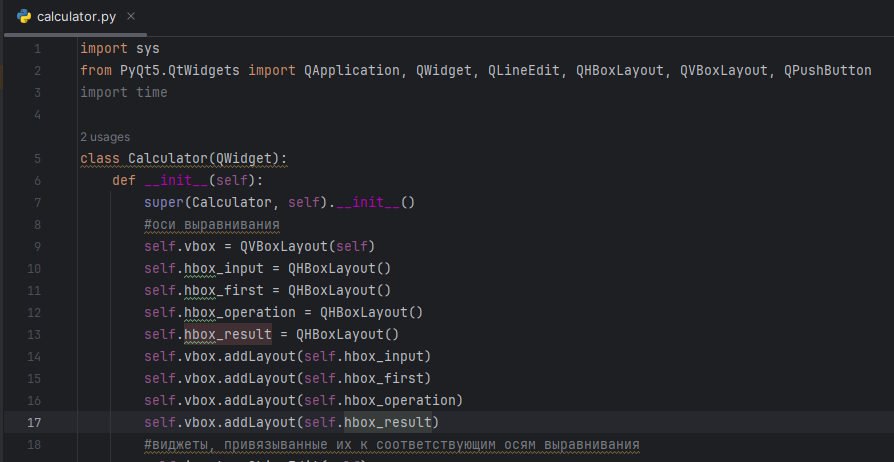 calculator.py ×
1 import sys
2 from PyQt5.QtWidgets import QApplication, QWidget, QLineEdit, QHBoxLayout, QVBoxLayout, QPushButton
3 import time
4
2 usages
5 class Calculator(QWidget):
6     def __init__(self):
7         super(Calculator, self).__init__()
8         #оси выравнивания
9         self.vbox = QVBoxLayout(self)
10         self.hbox_input = QHBoxLayout()
11         self.hbox_first = QHBoxLayout()
12         self.hbox_operation = QHBoxLayout()
13         self.hbox_result = QHBoxLayout()
14         self.vbox.addLayout(self.hbox_input)
15         self.vbox.addLayout(self.hbox_first)
16         self.vbox.addLayout(self.hbox_operation)
17         self.vbox.addLayout(self.hbox_result)
18         #виджеты, привязыванные их к соответствующим осям выравнивания